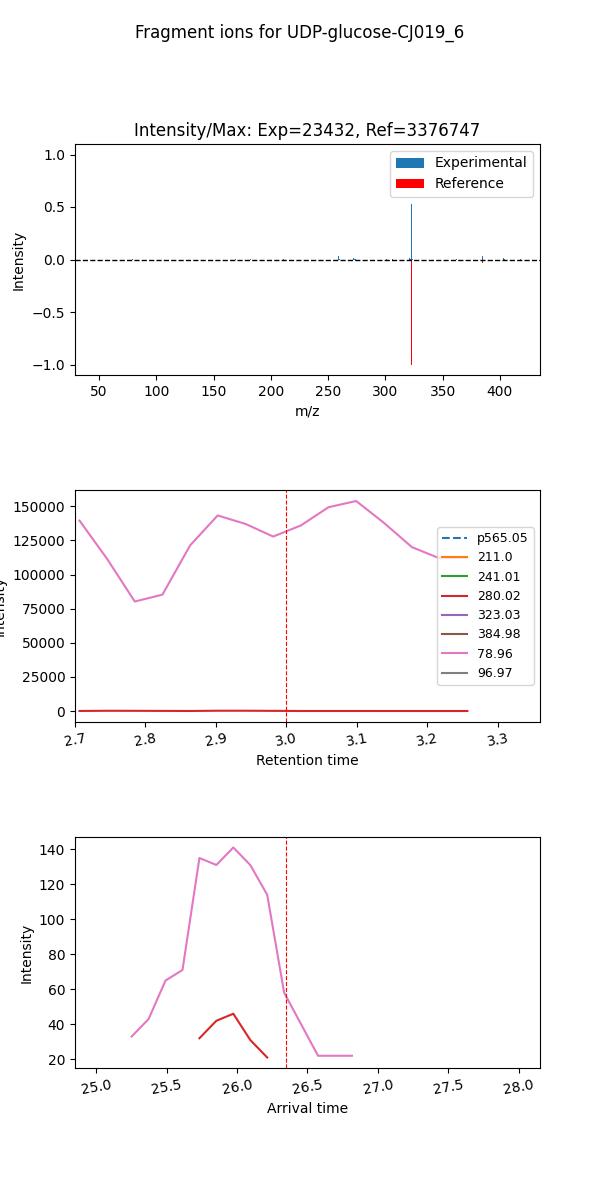 Fragment ions for UDP-glucose-CJ019_6
Intensity/Max: Exp=23432, Ref=3376747
1.0
0.5
0.0
−0.5
−1.0
Intensity
Experimental
Reference
50 100 150 200 250 300 350 400
m/z
150000
125000
100000
75000
50000
25000
0
p565.05
211.0
241.01
280.02
323.03
384.98
78.96
96.97
2.7 2.8 2.9 3.0 3.1 3.2 3.3
Retention time
140
120
100
80
60
40
20
Intensity
25.0 25.5 26.0 26.5 27.0 27.5 28.0
Arrival time